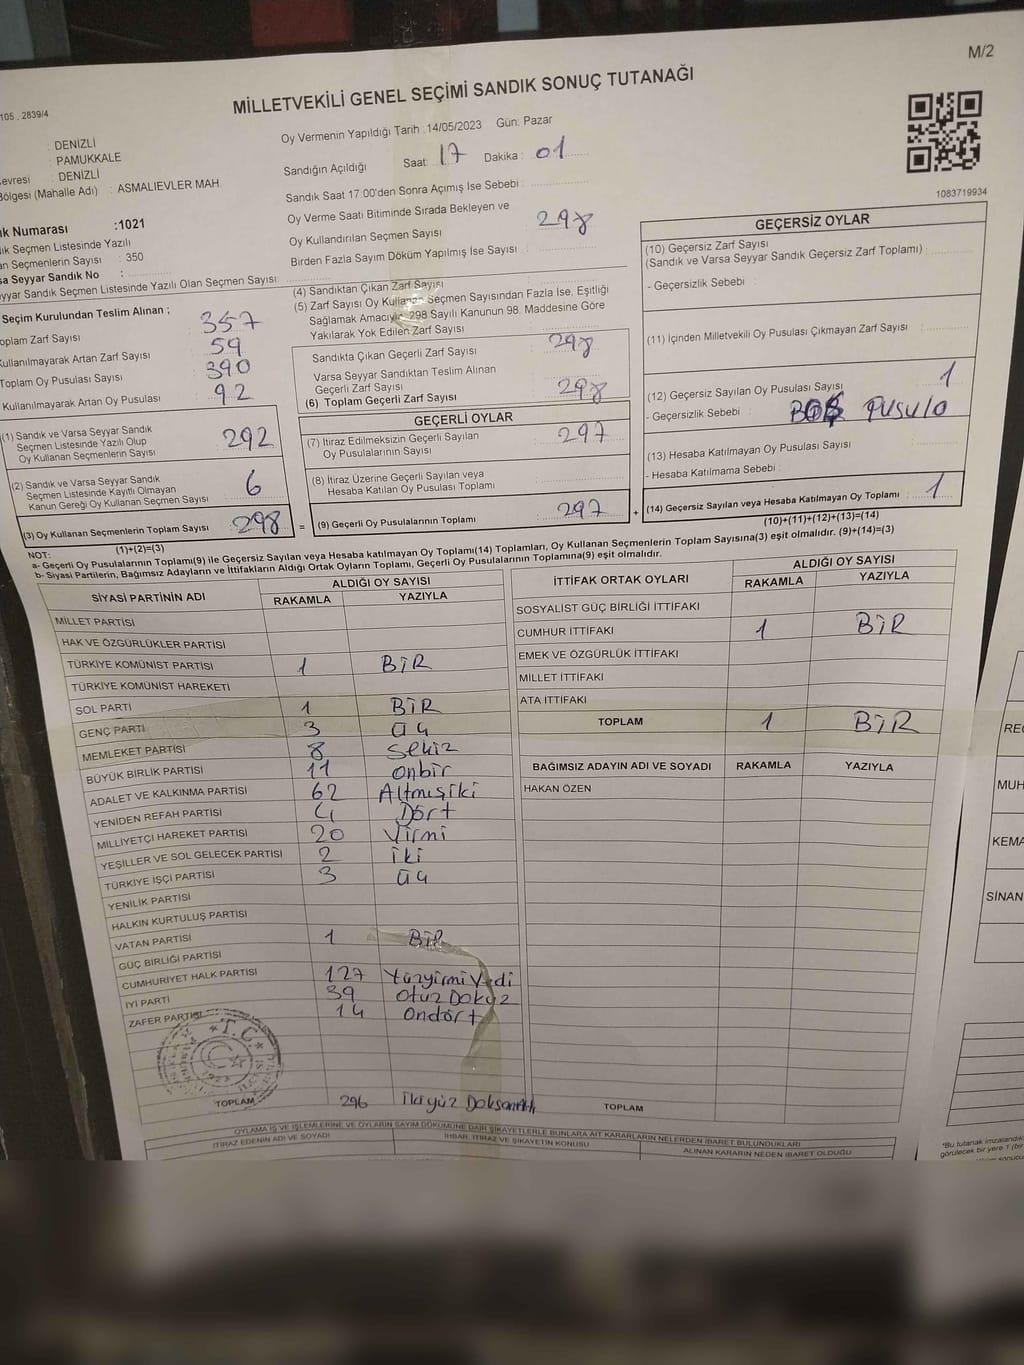 M/2
105 . 2839/4
MİLLETVEKİLİ GENEL SEÇİMİ SANDIK SONUÇ TUTANAĞI
: DENİZLİ
: PAMUKKALE
evresi : DENİZLİ
ölgesi (Mahalle Adı) : ASMALIEVLER MAH.
Oy Vermenin Yapıldığı Tarih :14/05/2023 Gün: Pazar
Sandığın Açıldığı Saat: 17 Dakika : 01
Sandık Saat 17:00'den Sonra Açılmış İse Sebebi :
Oy Verme Saati Bitiminde Sırada Bekleyen ve
Oy Kullandırılan Seçmen Sayısı 298
Birden Fazla Sayım Döküm Yapılmış İse Sayısı :
1083719934
ık Numarası :1021
ık Seçmen Listesinde Yazılı
an Seçmenlerin Sayısı : 350
sa Seyyar Sandık No :
yyar Sandık Seçmen Listesinde Yazılı Olan Seçmen Sayısı:
Seçim Kurulundan Teslim Alınan ;
oplam Zarf Sayısı : 357
ullanılmayarak Artan Zarf Sayısı : 59
Toplam Oy Pusulası Sayısı : 390
Kullanılmayarak Artan Oy Pusulası : 92
(1) Sandık ve Varsa Seyyar Sandık
Seçmen Listesinde Yazılı Olup
Oy Kullanan Seçmenlerin Sayısı : 292
(2) Sandık ve Varsa Seyyar Sandık
Seçmen Listesinde Kayıtlı Olmayan
Kanun Gereği Oy Kullanan Seçmen Sayısı : 6
(3) Oy Kullanan Seçmenlerin Toplam Sayısı : 298
(1)+(2)=(3)
(4) Sandıktan Çıkan Zarf Sayısı
(5) Zarf Sayısı Oy Kullanan Seçmen Sayısından Fazla İse, Eşitliği
Sağlamak Amacıyla 298 Sayılı Kanunun 98. Maddesine Göre
Yakılarak Yok Edilen Zarf Sayısı
Sandıkta Çıkan Geçerli Zarf Sayısı : 298
Varsa Seyyar Sandıktan Teslim Alınan
Geçerli Zarf Sayısı
(6) Toplam Geçerli Zarf Sayısı : 298
GEÇERLİ OYLAR
(7) İtiraz Edilmeksizin Geçerli Sayılan
Oy Pusulalarının Sayısı : 297
(8) İtiraz Üzerine Geçerli Sayılan veya
Hesaba Katılan Oy Pusulası Toplamı
= (9) Geçerli Oy Pusulalarının Toplamı : 297
GEÇERSİZ OYLAR
(10) Geçersiz Zarf Sayısı
(Sandık ve Varsa Seyyar Sandık Geçersiz Zarf Toplamı) :
- Geçersizlik Sebebi :
(11) İçinden Milletvekili Oy Pusulası Çıkmayan Zarf Sayısı :
(12) Geçersiz Sayılan Oy Pusulası Sayısı : 1
- Geçersizlik Sebebi : Boş pusula
(13) Hesaba Katılmayan Oy Pusulası Sayısı :
- Hesaba Katılmama Sebebi :
+ (14) Geçersiz Sayılan veya Hesaba Katılmayan Oy Toplamı : 1
(10)+(11)+(12)+(13)=(14)
NOT:
a- Geçerli Oy Pusulalarının Toplamı(9) ile Geçersiz Sayılan veya Hesaba katılmayan Oy Toplamı(14) Toplamları, Oy Kullanan Seçmenlerin Toplam Sayısına(3) eşit olmalıdır. (9)+(14)=(3)
b- Siyasi Partilerin, Bağımsız Adayların ve İttifakların Aldığı Ortak Oyların Toplamı, Geçerli Oy Pusulalarının Toplamına(9) eşit olmalıdır.
SİYASİ PARTİNİN ADI ALDIĞI OY SAYISI
RAKAMLA YAZIYLA
MİLLET PARTİSİ
HAK VE ÖZGÜRLÜKLER PARTİSİ
TÜRKİYE KOMÜNİST PARTİSİ 1 BİR
TÜRKİYE KOMÜNİST HAREKETİ
SOL PARTİ 1 BİR
GENÇ PARTİ 3 üç
MEMLEKET PARTİSİ 8 sekiz
BÜYÜK BİRLİK PARTİSİ 11 onbir
ADALET VE KALKINMA PARTİSİ 62 Altmışiki
YENİDEN REFAH PARTİSİ 4 Dört
MİLLİYETÇİ HAREKET PARTİSİ 20 Yirmi
YEŞİLLER VE SOL GELECEK PARTİSİ 2 iki
TÜRKİYE İŞÇİ PARTİSİ 3 üç
YENİLİK PARTİSİ
HALKIN KURTULUŞ PARTİSİ
VATAN PARTİSİ 1 BİR
GÜÇ BİRLİĞİ PARTİSİ
CUMHURİYET HALK PARTİSİ 127 Yüzyirmi Yedi
İYİ PARTİ 39 Otuz Dokuz
ZAFER PARTİSİ 14 Ondört
T.C.
TOPLAM 296 ikiyüz Doksanaltı
İTTİFAK ORTAK OYLARI ALDIĞI OY SAYISI
RAKAMLA YAZIYLA
SOSYALİST GÜÇ BİRLİĞİ İTTİFAKI
CUMHUR İTTİFAKI 1 BİR
EMEK VE ÖZGÜRLÜK İTTİFAKI
MİLLET İTTİFAKI
ATA İTTİFAKI
TOPLAM 1 BİR
BAĞIMSIZ ADAYIN ADI VE SOYADI RAKAMLA YAZIYLA
HAKAN ÖZEN
TOPLAM
OYLAMA İŞ VE İŞLEMLERİNE VE OYLARIN SAYIM DÖKÜMÜNE DAİR ŞİKAYETLERLE BUNLARA AİT KARARLARIN NELERDEN İBARET BULUNDUKLARI
İTİRAZ EDENİN ADI VE SOYADI İHBAR, İTİRAZ VE ŞİKAYETİN KONUSU ALINAN KARARIN NEDEN İBARET OLDUĞU
REC
MUH
KEMA
SİNAN
*Bu tutanak imzalandık
görülecek bir yere 1 (bir